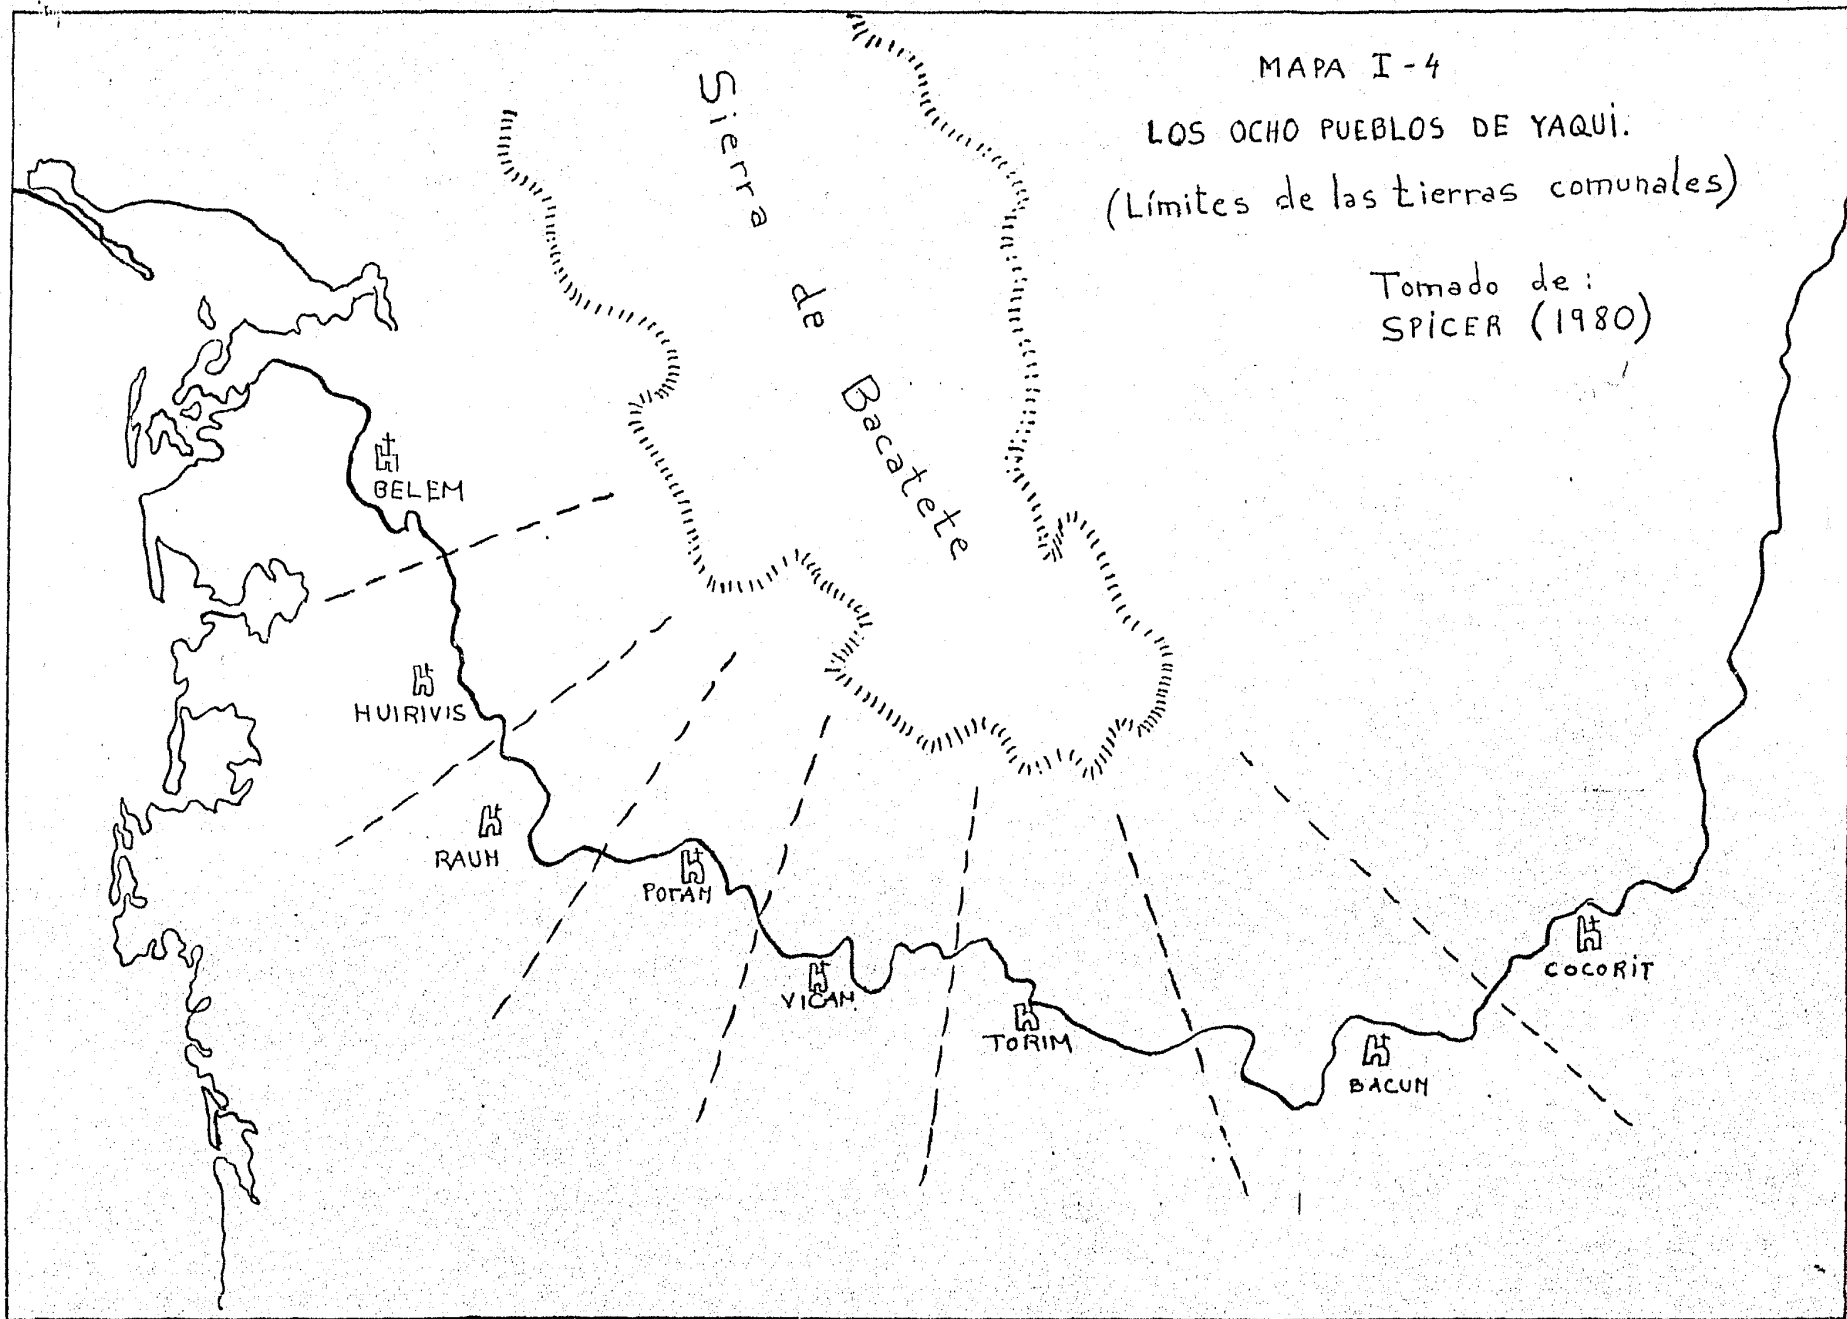 MAPA I-4
LOS OCHO PUEBLOS DE YAQUI.
(Límites de las tierras comunales)
Tomado de:
SPICER (1980)
Sierra de Bacatete
BELEM
HUIRIVIS
RAUM
POTAM
VICAM
TORIM
BACUM
COCORIT